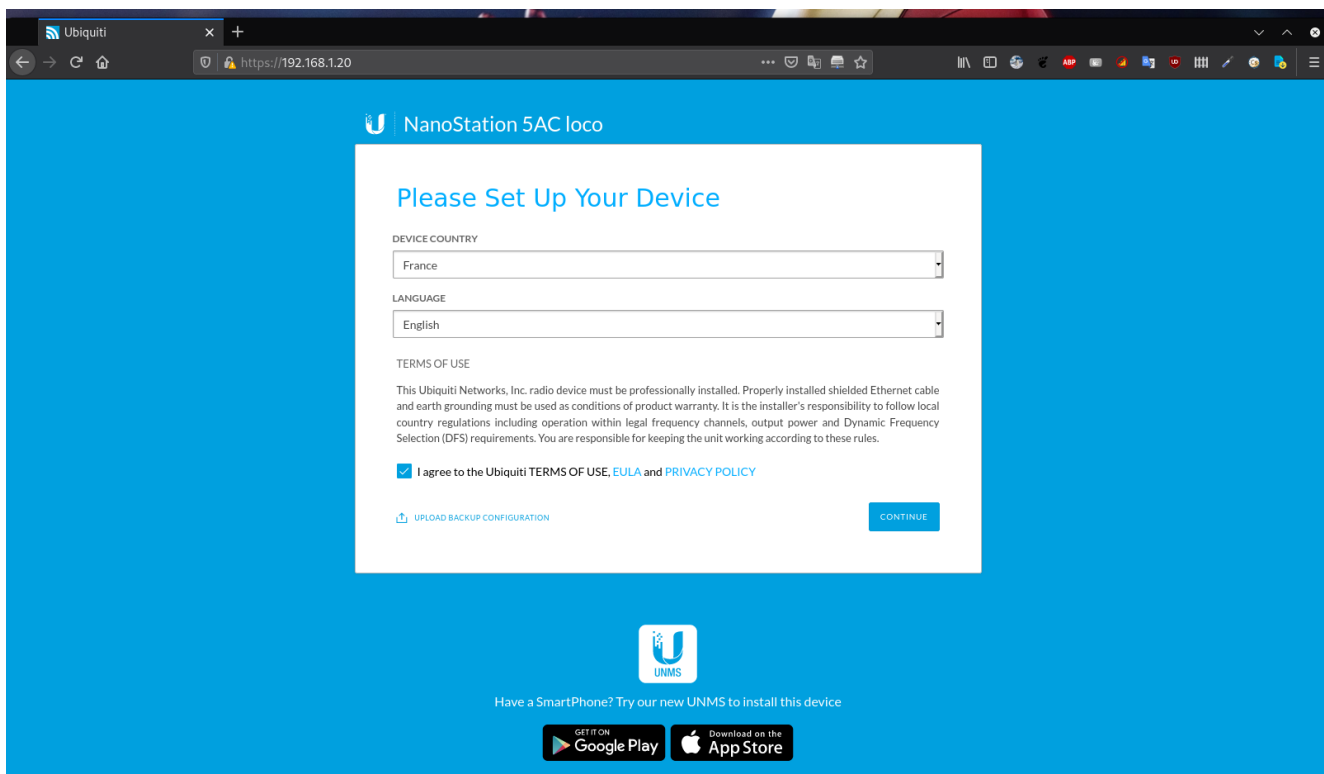 Ubiquiti
https://192.168.1.20
ABP
NanoStation 5AC loco
Please Set Up Your Device
DEVICE COUNTRY
France
LANGUAGE
English
TERMS OF USE
This Ubiquiti Networks, Inc. radio device must be professionally installed. Properly installed shielded Ethernet cable
and earth grounding must be used as conditions of product warranty. It is the installer's responsibility to follow local
country regulations including operation within legal frequency channels, output power and Dynamic Frequency
Selection (DFS) requirements. You are responsible for keeping the unit working according to these rules.
I agree to the Ubiquiti TERMS OF USE, EULA and PRIVACY POLICY
UPLOAD BACKUP CONFIGURATION
CONTINUE
UNMS
Have a SmartPhone? Try our new UNMS to install this device
GET IT ON
Google Play
Download on the
App Store